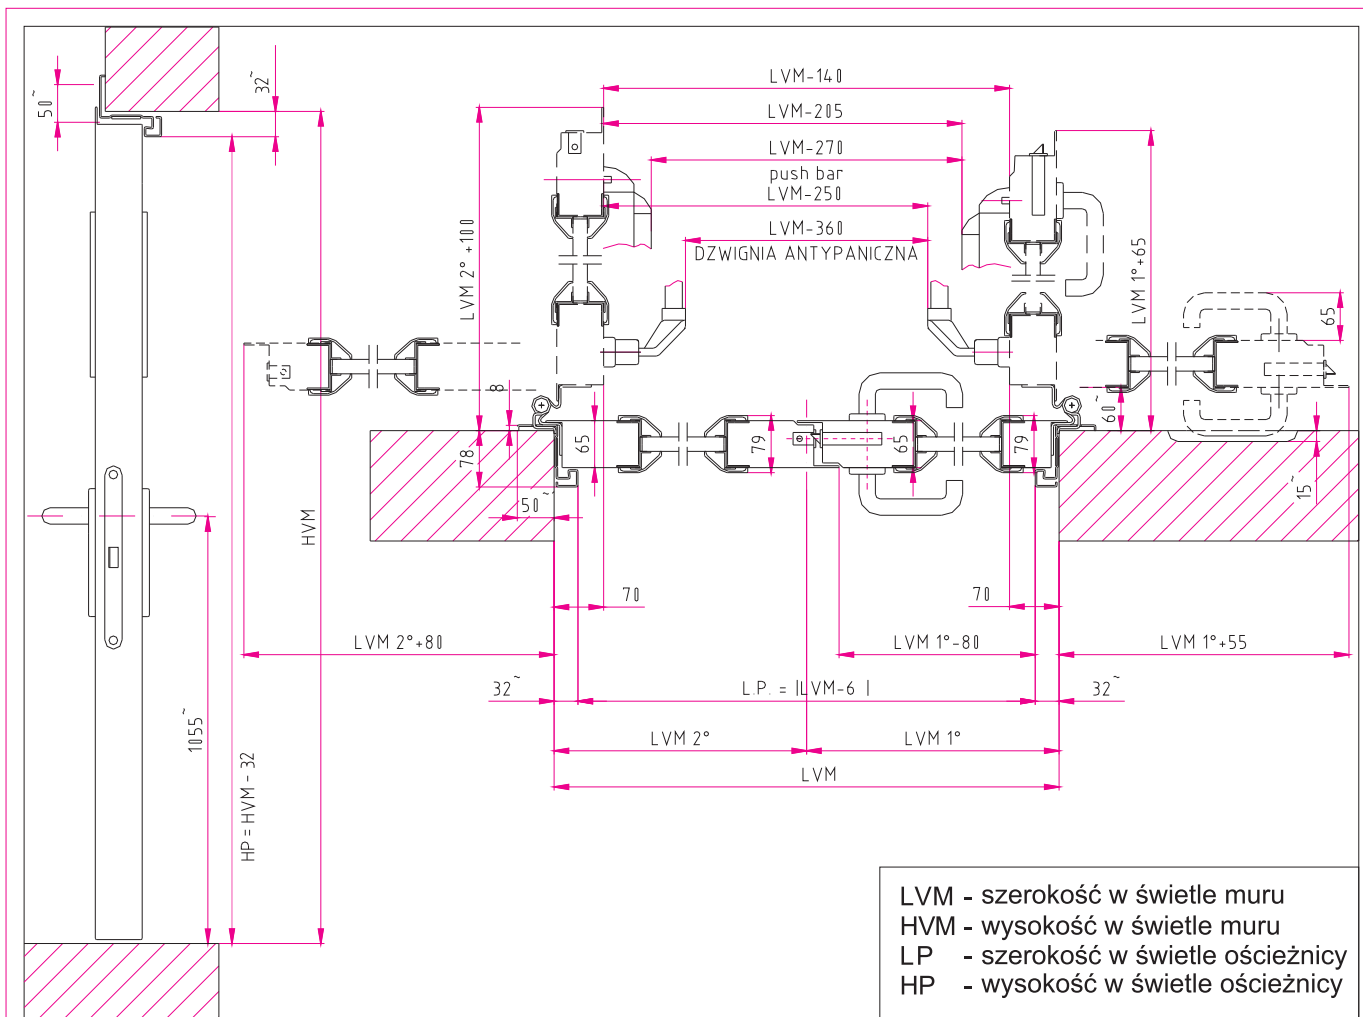 LVM-140
LVM-205
LVM-270
push bar
LVM-250
LVM-360
DZWIGNIA ANTYPANICZNA
50~
32~
LVM 2° +100
LVM 1°+65
65
60~
15~
8
78~
65
79
65
79
50~
HVM
70
70
LVM 2°+80
LVM 1°-80
LVM 1°+55
32~
L.P. = |LVM-6 |
32~
1055~
HP = HVM - 32
LVM 2°
LVM 1°
LVM
LVM - szerokość w świetle muru
HVM - wysokość w świetle muru
LP - szerokość w świetle ościeżnicy
HP - wysokość w świetle ościeżnicy